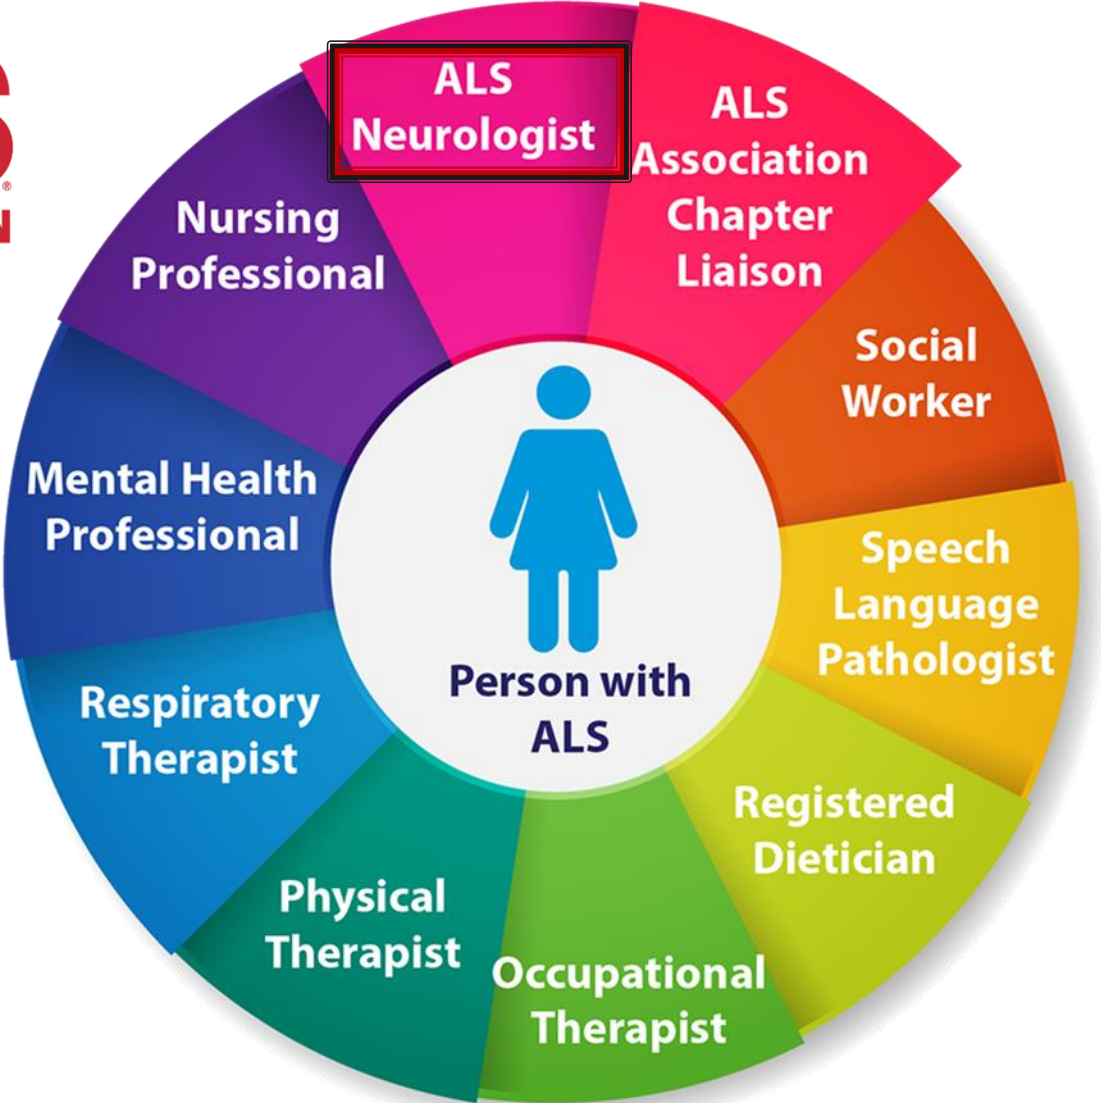 ALS
Neurologist
ALS
Association
Chapter
Liaison
Social
Worker
Speech
Language
Pathologist
Registered
Dietician
Occupational
Therapist
Physical
Therapist
Respiratory
Therapist
Mental Health
Professional
Nursing
Professional
Person with
ALS